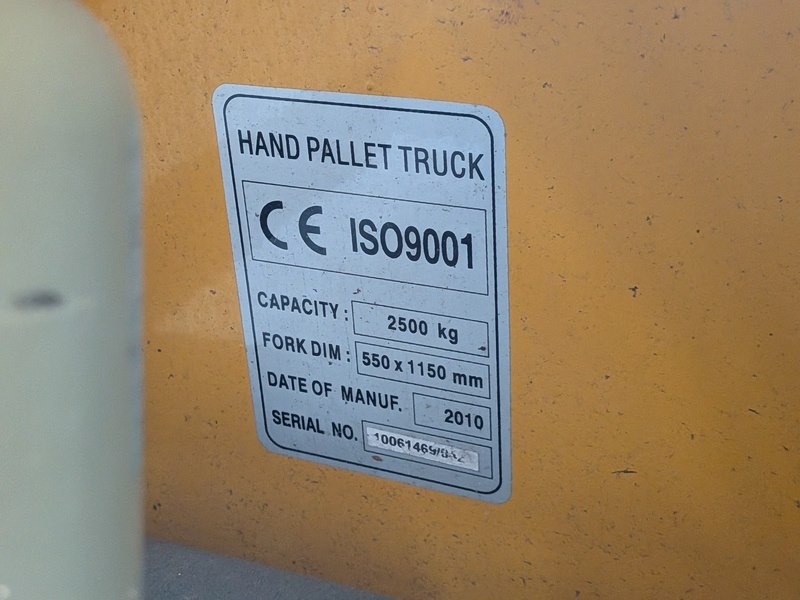 HAND PALLET TRUCK
CE ISO9001
CAPACITY: 2500 kg
FORK DIM: 550 x 1150 mm
DATE OF MANUF. 2010
SERIAL NO.